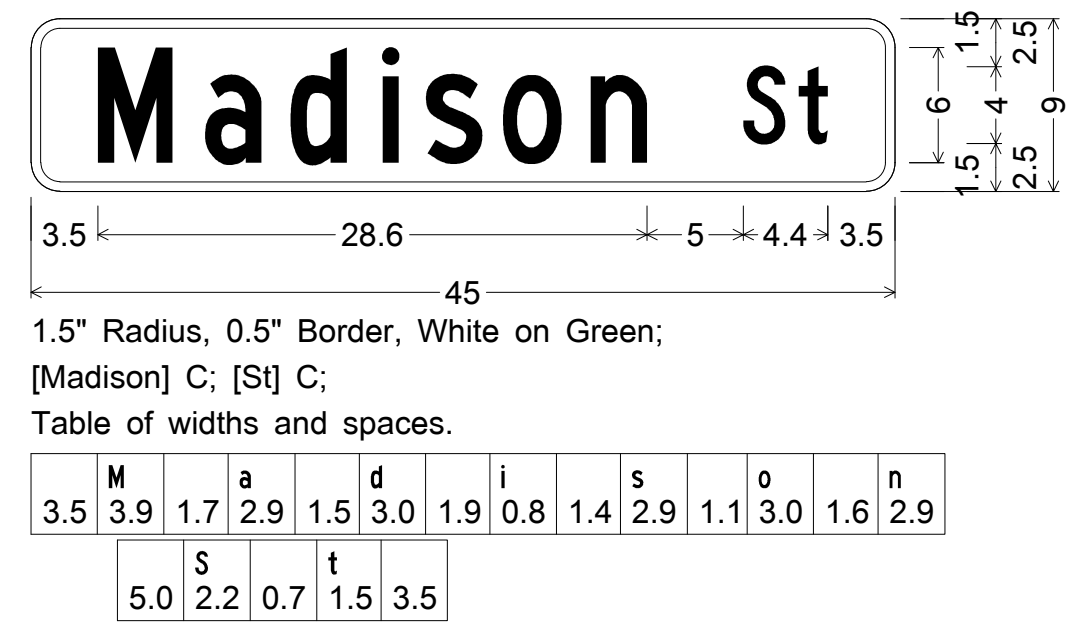 Madison St
1.5 2.5
6 4 9
1.5 2.5
3.5 28.6 5 4.4 3.5
45
1.5" Radius, 0.5" Border, White on Green;
[Madison] C; [St] C;
Table of widths and spaces.
M a d i s o n
3.5 3.9 1.7 2.9 1.5 3.0 1.9 0.8 1.4 2.9 1.1 3.0 1.6 2.9
S t
5.0 2.2 0.7 1.5 3.5